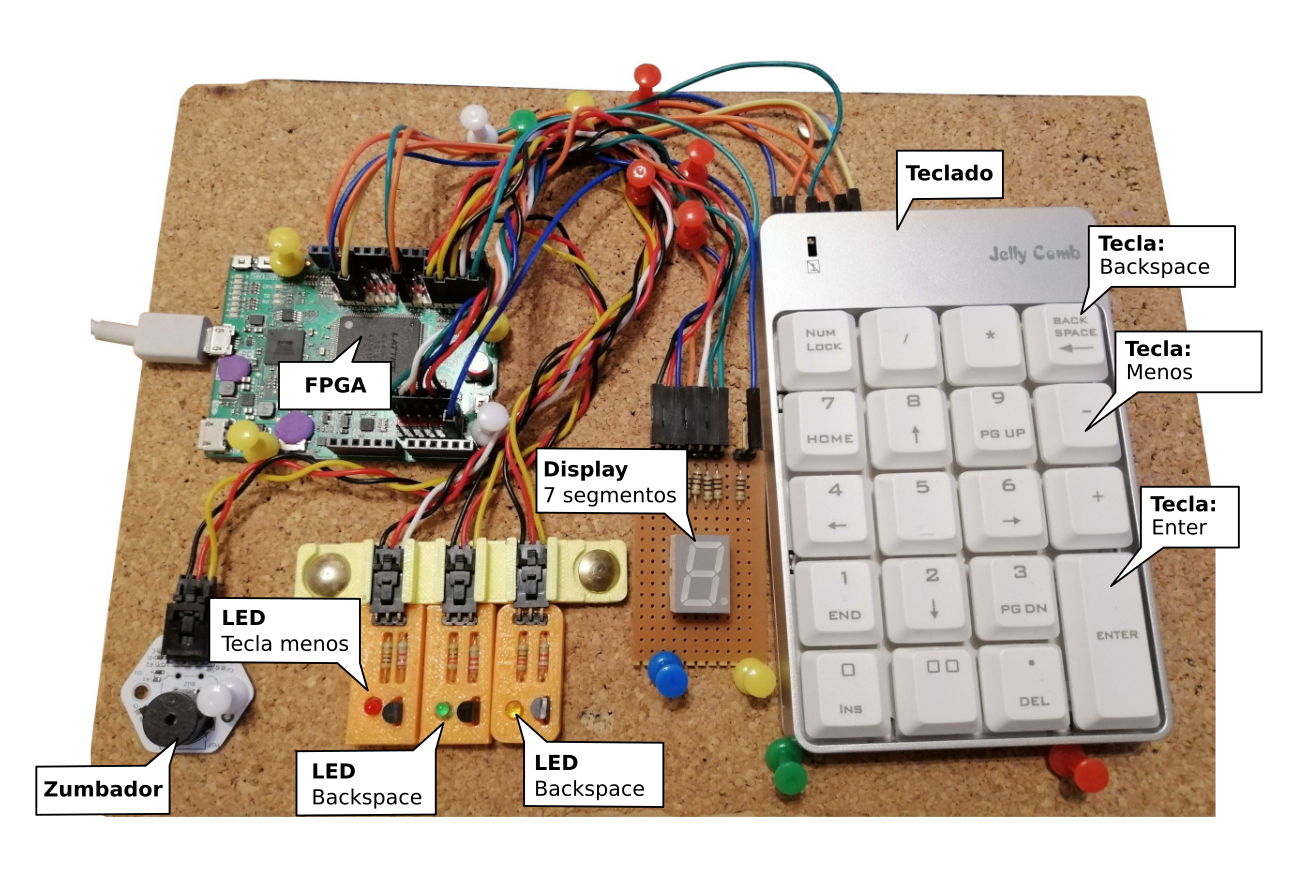 Teclado
Jelly Comb
Tecla:
Backspace
NUM
LOCK
/
*
BACK
SPACE
←
Tecla:
Menos
FPGA
7
HOME
8
↑
9
PG UP
-
Display
7 segmentos
4
←
5
6
→
+
Tecla:
Enter
1
END
2
↓
3
PG DN
ENTER
LED
Tecla menos
0
INS
00
.
DEL
Zumbador
LED
Backspace
LED
Backspace